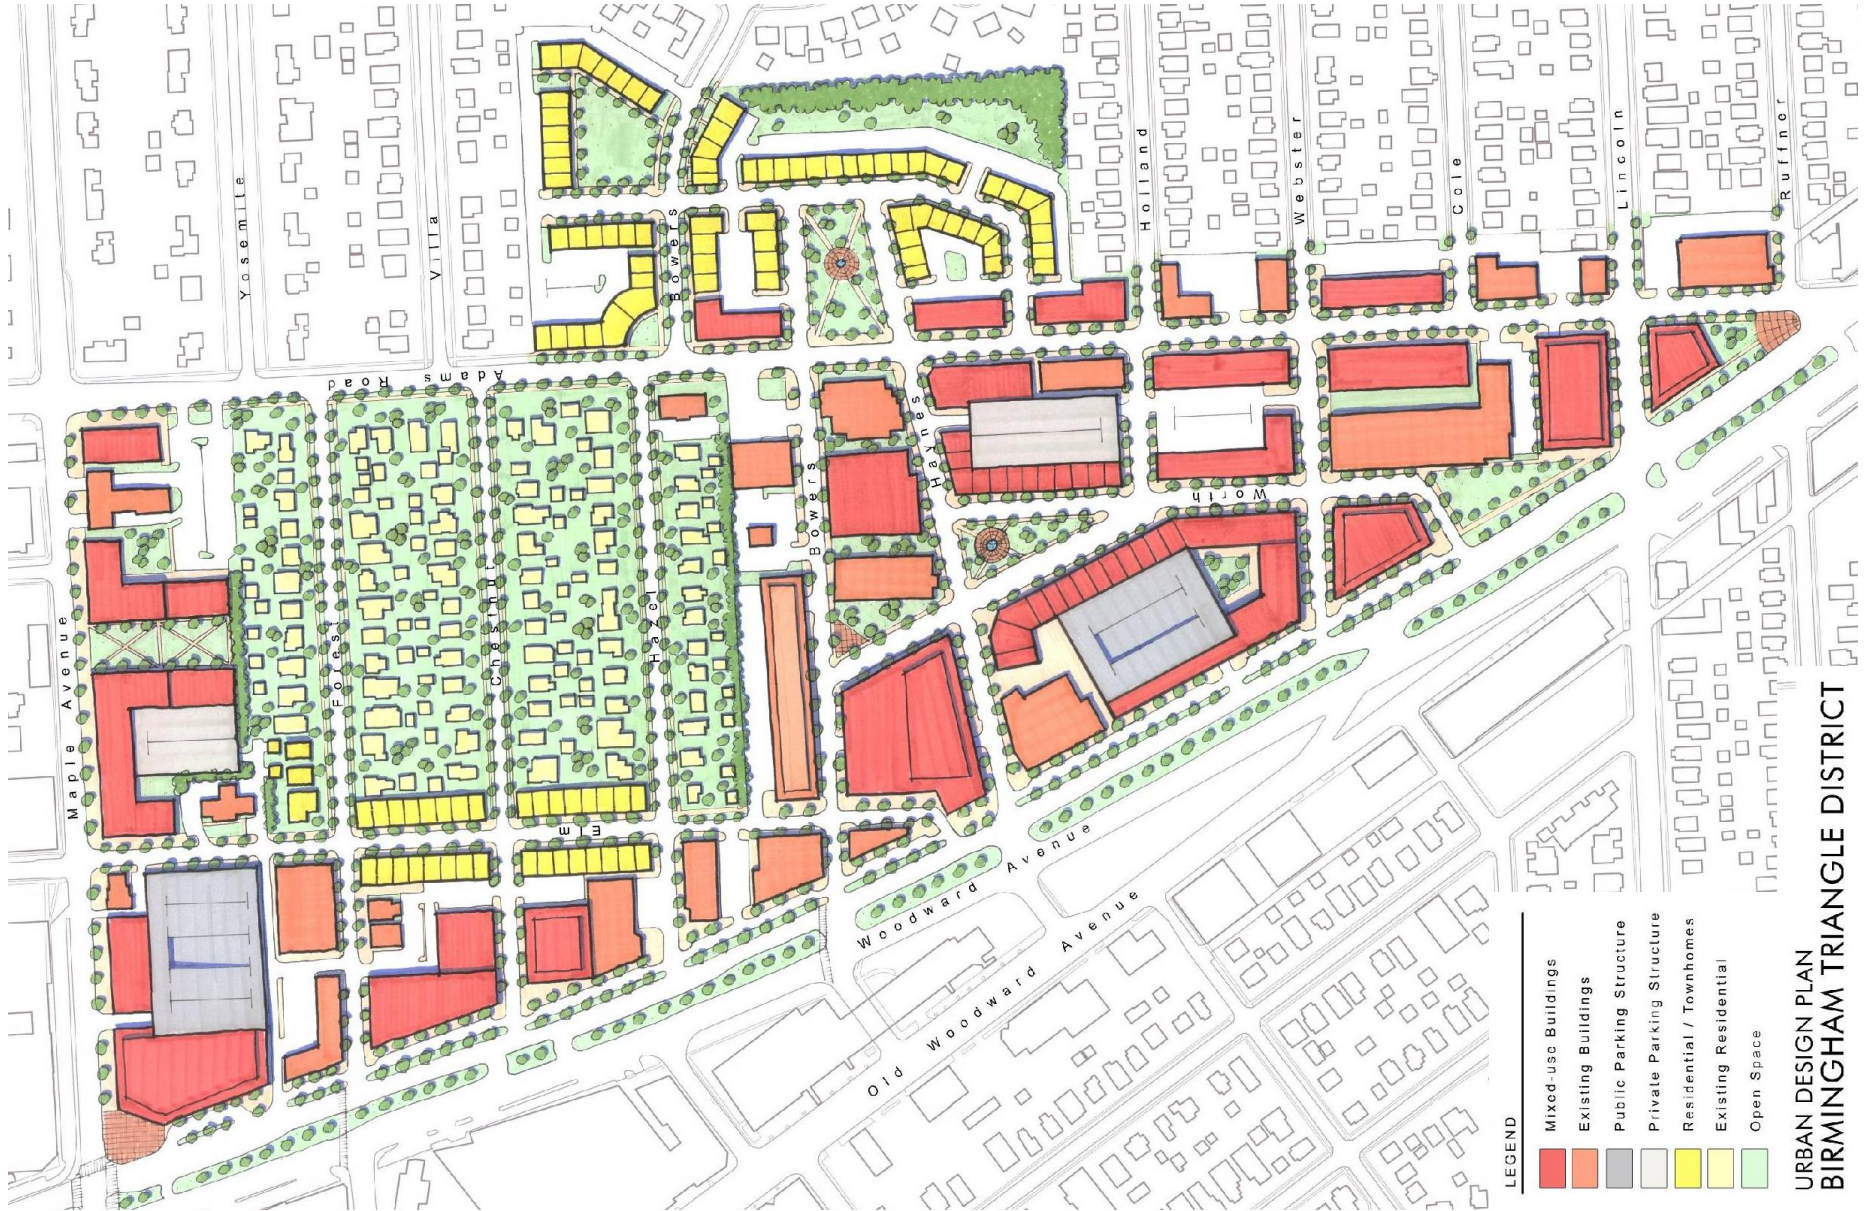 Yosemite
Villa
Bowers
Holland
Webster
Cole
Lincoln
Ruffner
Adams Road
Maple Avenue
Forest
Chestnut
Hazel
Bowers
Haynes
Worth
Elm
Woodward Avenue
Old Woodward Avenue
LEGEND
Mixed-use Buildings
Existing Buildings
Public Parking Structure
Private Parking Structure
Residential / Townhomes
Existing Residential
Open Space
URBAN DESIGN PLAN
BIRMINGHAM TRIANGLE DISTRICT